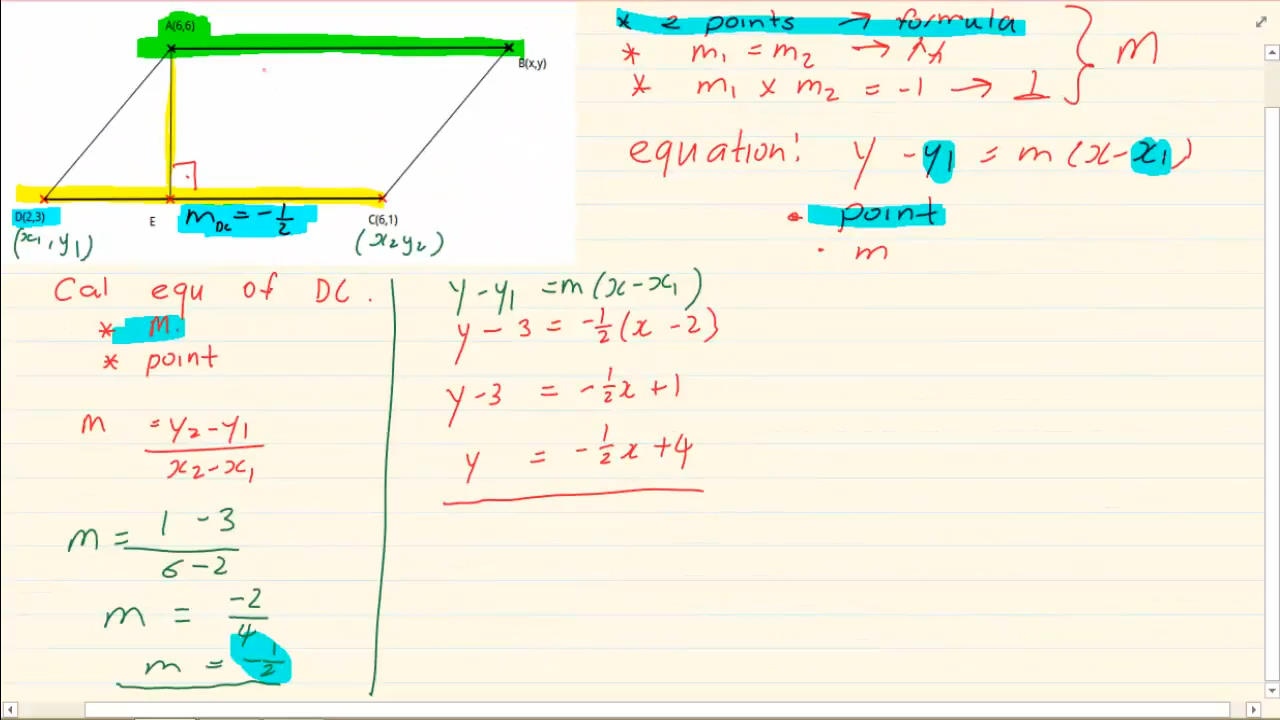 A(6,6)
B(x,y)
D(2,3)
E
C(6,1)
m_DC = -1/2
(x₁, y₁)
(x₂ y₂)
* 2 points → formula
* m₁ = m₂ →
* m₁ × m₂ = -1 → ⊥
} m
equation: y - y₁ = m(x - x₁)
• point
• m
Cal equ of DC.
* M.
* point
m = y₂ - y₁ / x₂ - x₁
m = 1 - 3 / 6 - 2
m = -2/4
m = -1/2
y - y₁ = m(x - x₁)
y - 3 = -1/2(x - 2)
y - 3 = -1/2x + 1
y = -1/2x + 4